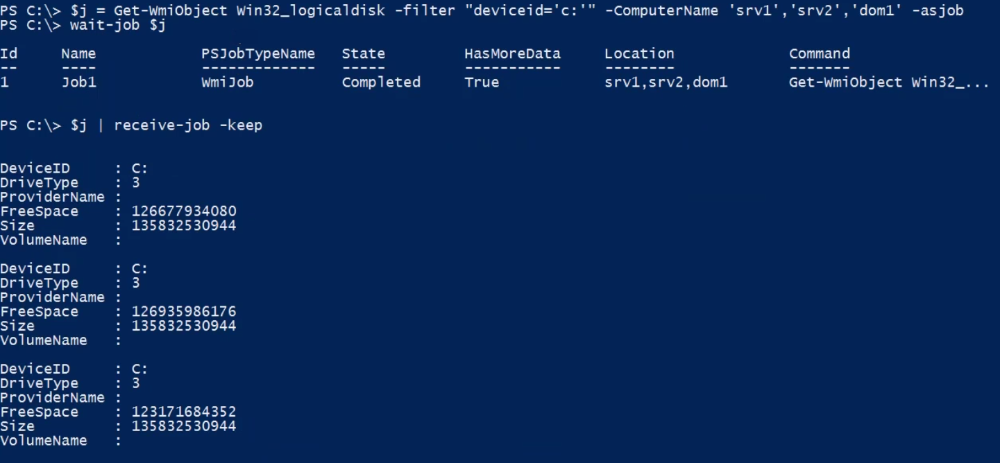 PS C:\> $j = Get-WmiObject Win32_logicaldisk -filter "deviceid='c:'" -ComputerName 'srv1','srv2','dom1' -asjob
PS C:\> wait-job $j
Id Name PSJobTypeName State HasMoreData Location Command
-- ---- ------------- ----- ----------- -------- -------
1 Job1 WmiJob Completed True srv1,srv2,dom1 Get-WmiObject Win32_...
PS C:\> $j | receive-job -keep
DeviceID : C:
DriveType : 3
ProviderName :
FreeSpace : 126677934080
Size : 135832530944
VolumeName :
DeviceID : C:
DriveType : 3
ProviderName :
FreeSpace : 126935986176
Size : 135832530944
VolumeName :
DeviceID : C:
DriveType : 3
ProviderName :
FreeSpace : 123171684352
Size : 135832530944
VolumeName :